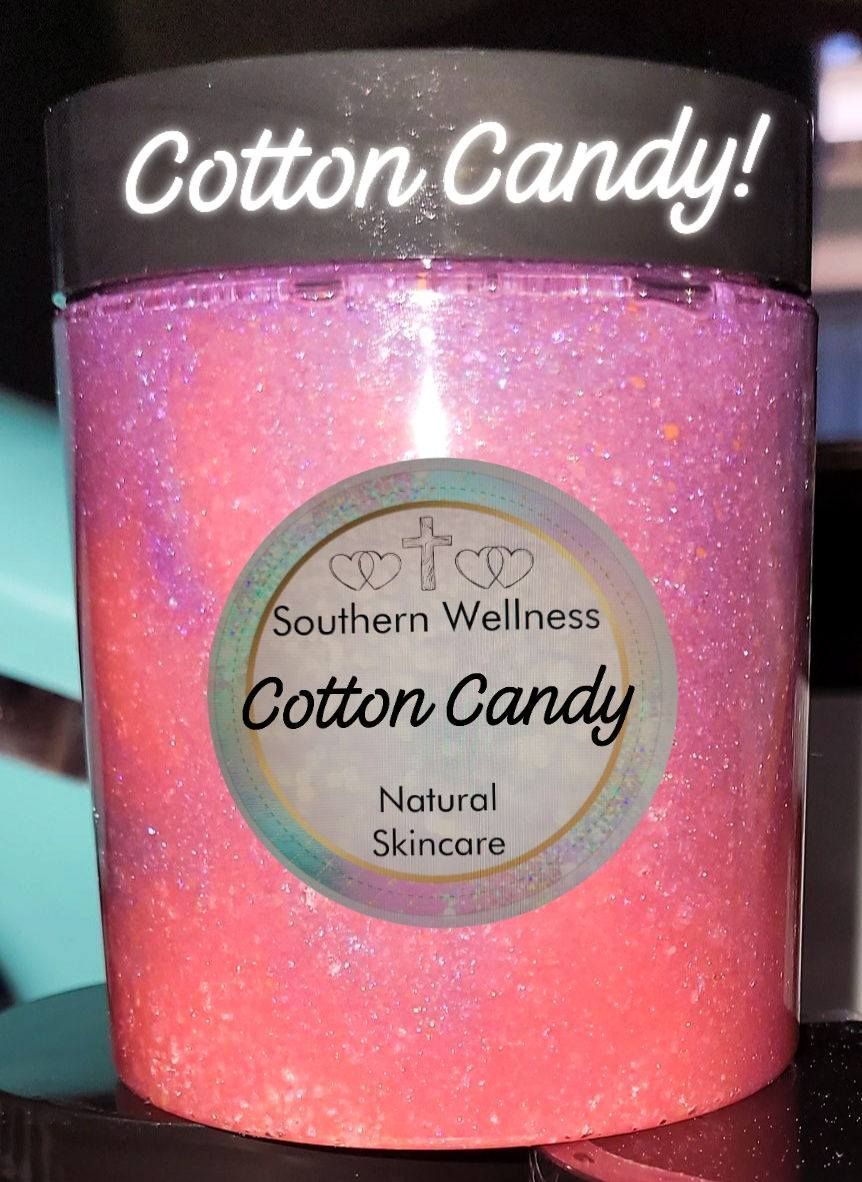 Cotton Candy!
Southern Wellness
Cotton Candy
Natural
Skincare